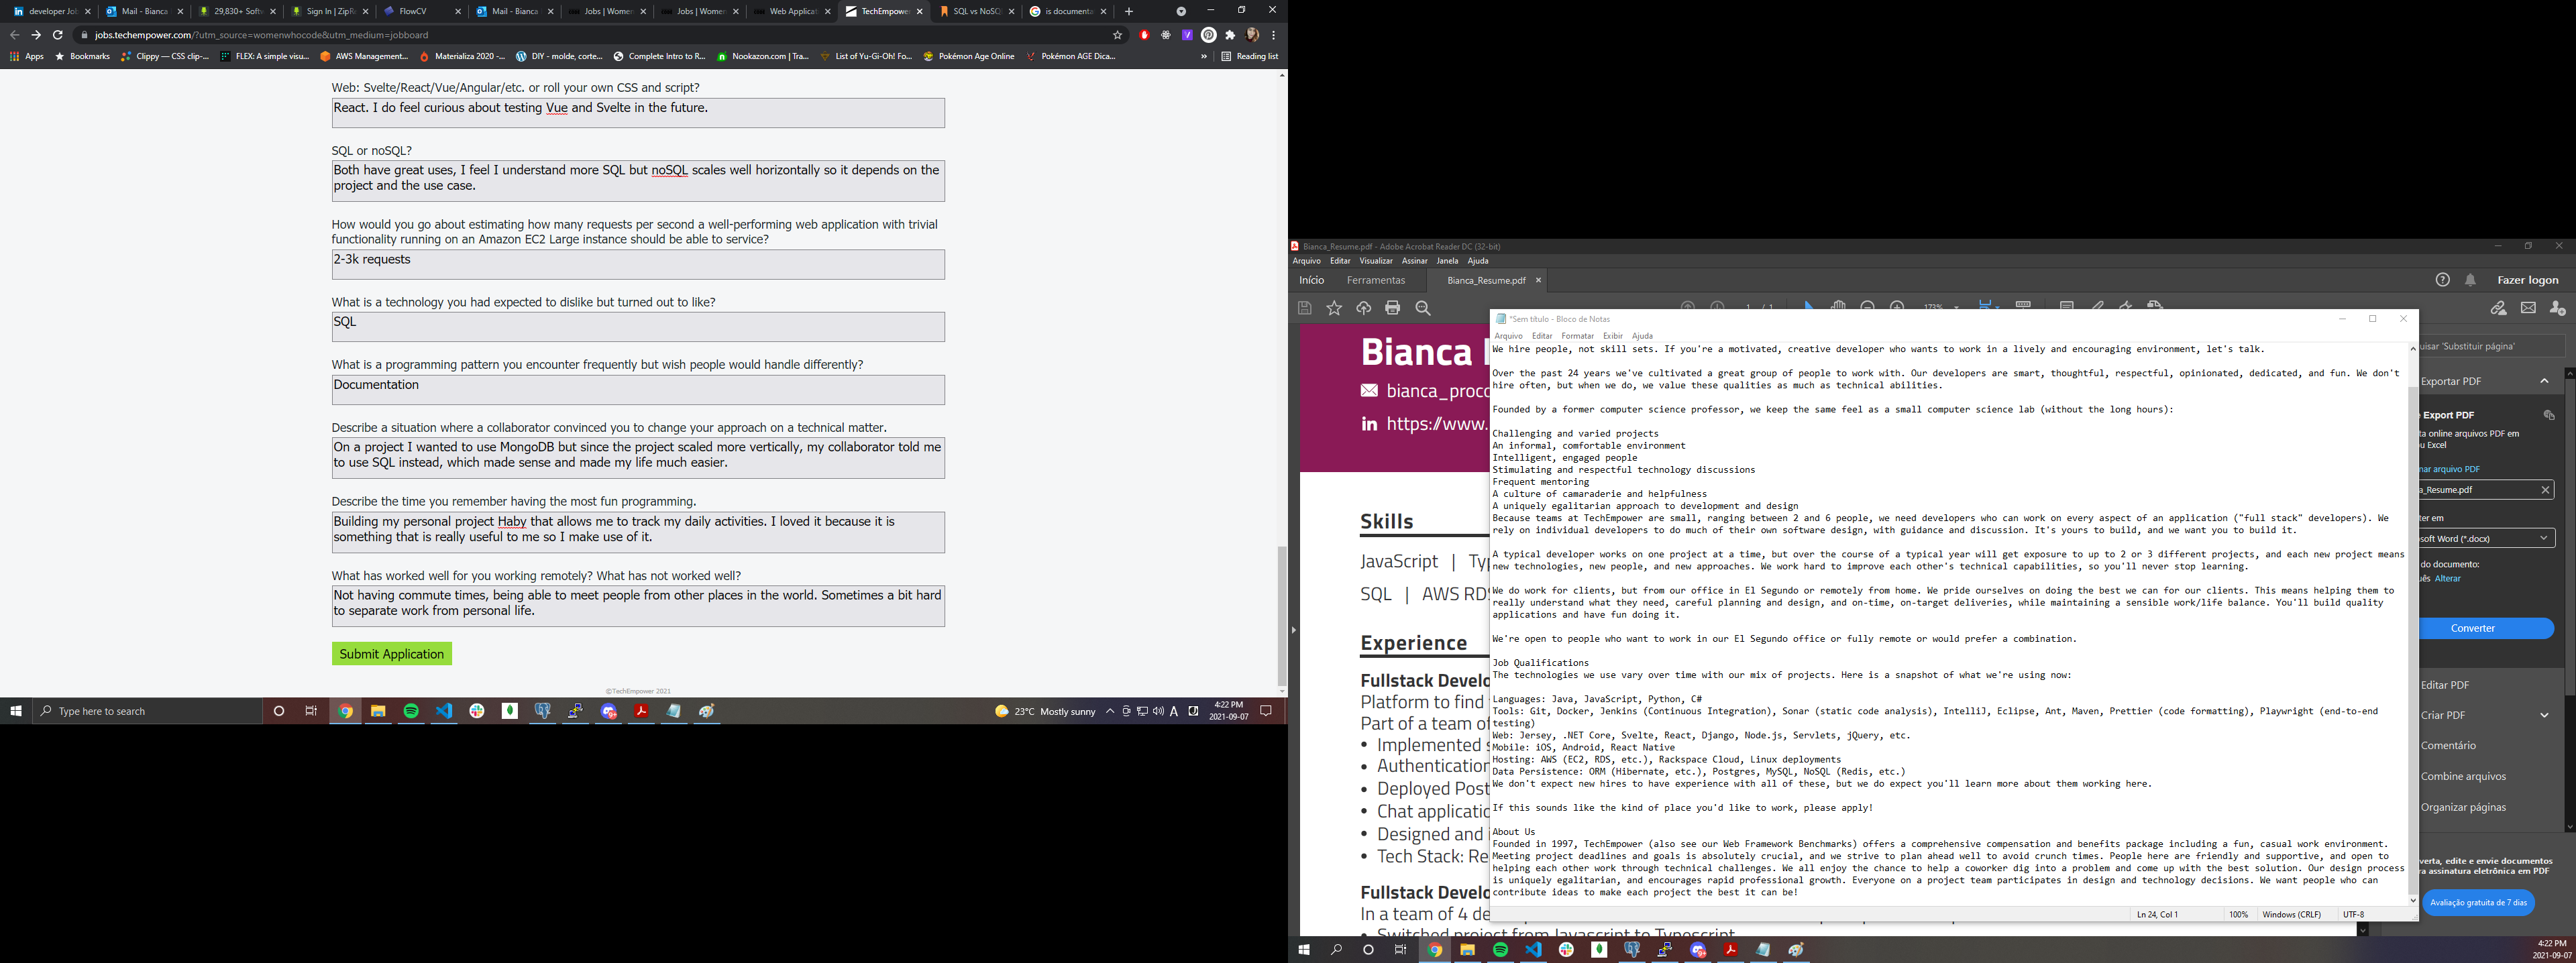 developer Job
Mail - Bianca
29,830+ Softw
Sign In | ZipRe
FlowCV
Mail - Bianca
Jobs | Women
Jobs | Women
Web Applicat
TechEmpower
SQL vs NoSQL
is documenta
jobs.techempower.com/?utm_source=womenwhocode&utm_medium=jobboard
Apps
Bookmarks
Clippy — CSS clip-...
FLEX: A simple visu...
AWS Management...
Materializa 2020 -...
DIY - molde, corte...
Complete Intro to R...
Nookazon.com | Tra...
List of Yu-Gi-Oh! Fo...
Pokémon Age Online
Pokémon AGE Dica...
»
Reading list
Web: Svelte/React/Vue/Angular/etc. or roll your own CSS and script?
React. I do feel curious about testing Vue and Svelte in the future.
SQL or noSQL?
Both have great uses, I feel I understand more SQL but noSQL scales well horizontally so it depends on the
project and the use case.
How would you go about estimating how many requests per second a well-performing web application with trivial
functionality running on an Amazon EC2 Large instance should be able to service?
2-3k requests
What is a technology you had expected to dislike but turned out to like?
SQL
What is a programming pattern you encounter frequently but wish people would handle differently?
Documentation
Describe a situation where a collaborator convinced you to change your approach on a technical matter.
On a project I wanted to use MongoDB but since the project scaled more vertically, my collaborator told me
to use SQL instead, which made sense and made my life much easier.
Describe the time you remember having the most fun programming.
Building my personal project Haby that allows me to track my daily activities. I loved it because it is
something that is really useful to me so I make use of it.
What has worked well for you working remotely? What has not worked well?
Not having commute times, being able to meet people from other places in the world. Sometimes a bit hard
to separate work from personal life.
Submit Application
©TechEmpower 2021
Type here to search
23°C Mostly sunny
4:22 PM
2021-09-07
Bianca_Resume.pdf - Adobe Acrobat Reader DC (32-bit)
Arquivo Editar Visualizar Assinar Janela Ajuda
Início
Ferramentas
Bianca_Resume.pdf
Fazer logon
1 / 1
173%
Bianca
bianca_proco
https://www.
Skills
JavaScript | Ty
SQL | AWS RDS
Experience
Fullstack Develo
Platform to find
Part of a team of
• Implemented s
• Authentication
• Deployed Post
• Chat applicatio
• Designed and i
• Tech Stack: Re
Fullstack Develo
In a team of 4 de
• Switched project from Javascript to Typescript
*Sem título - Bloco de Notas
Arquivo Editar Formatar Exibir Ajuda
We hire people, not skill sets. If you're a motivated, creative developer who wants to work in a lively and encouraging environment, let's talk.
Over the past 24 years we've cultivated a great group of people to work with. Our developers are smart, thoughtful, respectful, opinionated, dedicated, and fun. We don't
hire often, but when we do, we value these qualities as much as technical abilities.
Founded by a former computer science professor, we keep the same feel as a small computer science lab (without the long hours):
Challenging and varied projects
An informal, comfortable environment
Intelligent, engaged people
Stimulating and respectful technology discussions
Frequent mentoring
A culture of camaraderie and helpfulness
A uniquely egalitarian approach to development and design
Because teams at TechEmpower are small, ranging between 2 and 6 people, we need developers who can work on every aspect of an application ("full stack" developers). We
rely on individual developers to do much of their own software design, with guidance and discussion. It's yours to build, and we want you to build it.
A typical developer works on one project at a time, but over the course of a typical year will get exposure to up to 2 or 3 different projects, and each new project means
new technologies, new people, and new approaches. We work hard to improve each other's technical capabilities, so you'll never stop learning.
We do work for clients, but from our office in El Segundo or remotely from home. We pride ourselves on doing the best we can for our clients. This means helping them to
really understand what they need, careful planning and design, and on-time, on-target deliveries, while maintaining a sensible work/life balance. You'll build quality
applications and have fun doing it.
We're open to people who want to work in our El Segundo office or fully remote or would prefer a combination.
Job Qualifications
The technologies we use vary over time with our mix of projects. Here is a snapshot of what we're using now:
Languages: Java, JavaScript, Python, C#
Tools: Git, Docker, Jenkins (Continuous Integration), Sonar (static code analysis), IntelliJ, Eclipse, Ant, Maven, Prettier (code formatting), Playwright (end-to-end
testing)
Web: Jersey, .NET Core, Svelte, React, Django, Node.js, Servlets, jQuery, etc.
Mobile: iOS, Android, React Native
Hosting: AWS (EC2, RDS, etc.), Rackspace Cloud, Linux deployments
Data Persistence: ORM (Hibernate, etc.), Postgres, MySQL, NoSQL (Redis, etc.)
We don't expect new hires to have experience with all of these, but we do expect you'll learn more about them working here.
If this sounds like the kind of place you'd like to work, please apply!
About Us
Founded in 1997, TechEmpower (also see our Web Framework Benchmarks) offers a comprehensive compensation and benefits package including a fun, casual work environment.
Meeting project deadlines and goals is absolutely crucial, and we strive to plan ahead well to avoid crunch times. People here are friendly and supportive, and open to
helping each other work through technical challenges. We all enjoy the chance to help a coworker dig into a problem and come up with the best solution. Our design process
is uniquely egalitarian, and encourages rapid professional growth. Everyone on a project team participates in design and technology decisions. We want people who can
contribute ideas to make each project the best it can be!
Ln 24, Col 1
100%
Windows (CRLF)
UTF-8
uisar 'Substituir página'
Exportar PDF
Export PDF
ta online arquivos PDF em
u Excel
nar arquivo PDF
a_Resume.pdf
ter em
soft Word (*.docx)
do documento:
uês Alterar
Converter
Editar PDF
Criar PDF
Comentário
Combine arquivos
Organizar páginas
verta, edite e envie documentos
ra assinatura eletrônica em PDF
Avaliação gratuita de 7 dias
4:22 PM
2021-09-07